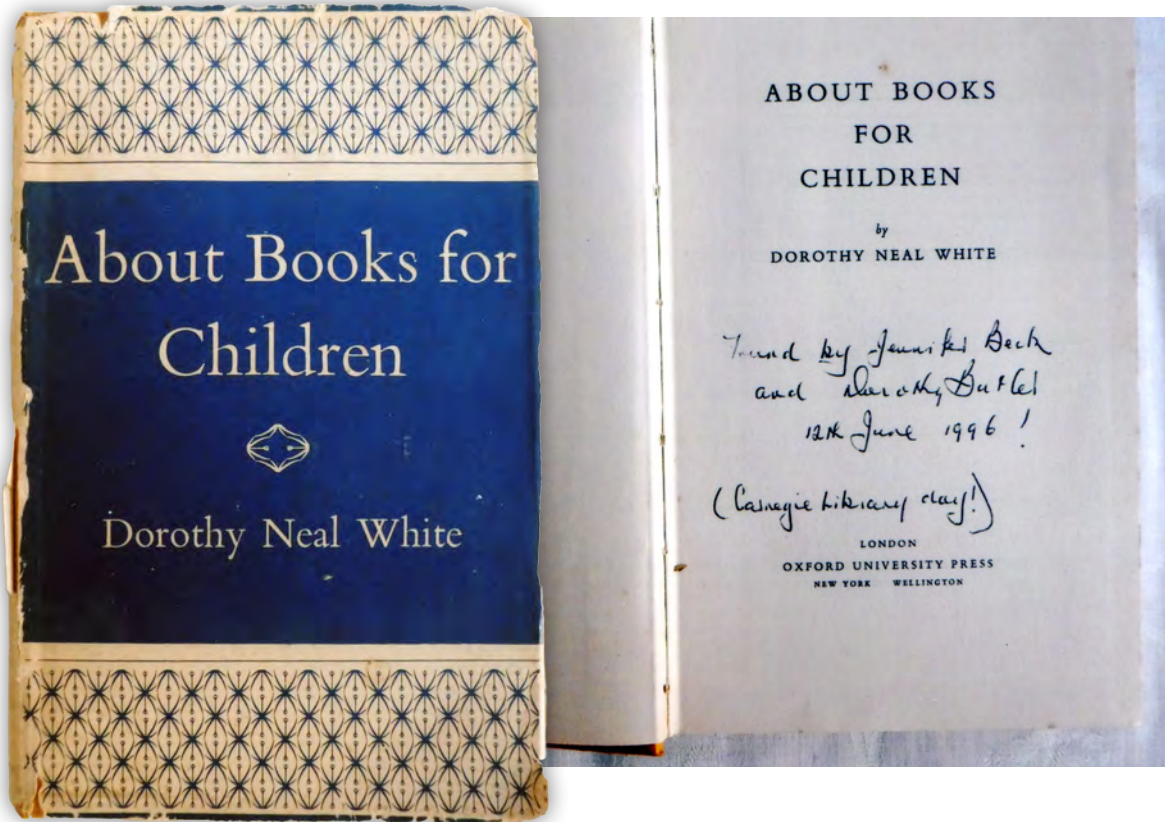 About Books for
Children
Dorothy Neal White
ABOUT BOOKS
FOR
CHILDREN
by
DOROTHY NEAL WHITE
Found by Jennifer Beck
and Dorothy Butler
12th June 1996 !
(Carnegie Library day!)
LONDON
OXFORD UNIVERSITY PRESS
NEW YORK WELLINGTON